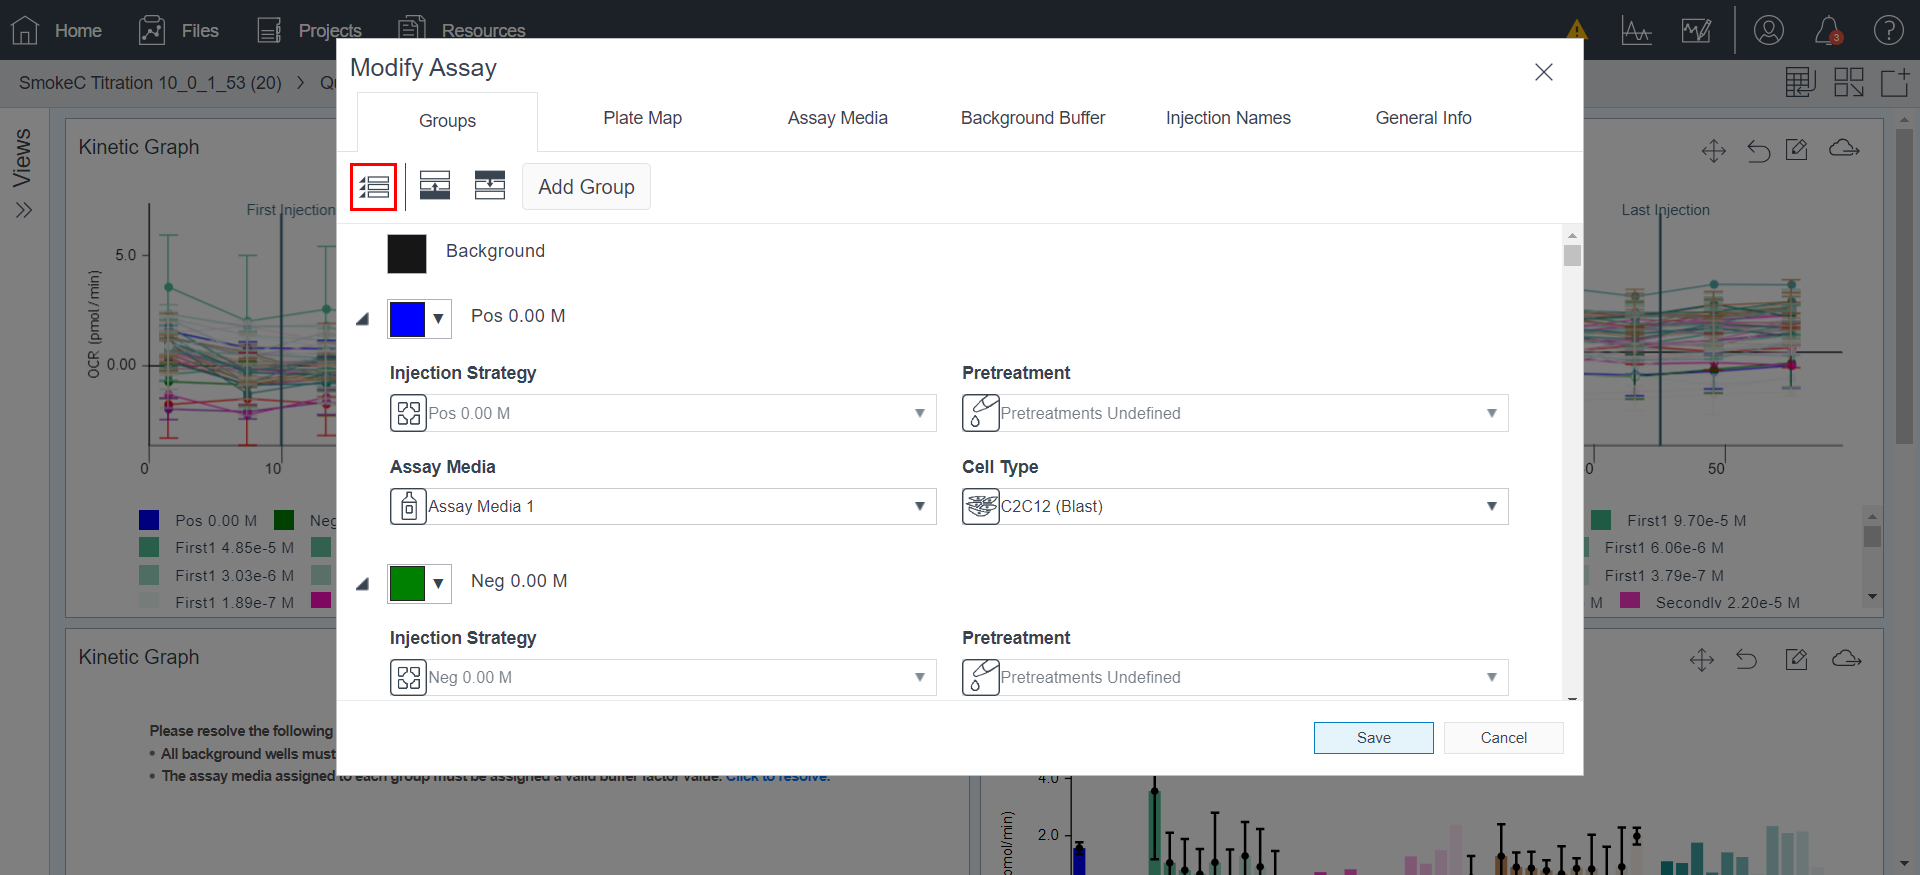 Home Files Projects Resources
3
SmokeC Titration 10_0_1_53 (20) > Qu
Views
Modify Assay
Groups Plate Map Assay Media Background Buffer Injection Names General Info
Add Group
Background
Pos 0.00 M
Injection Strategy Pretreatment
Pos 0.00 M Pretreatments Undefined
Assay Media Cell Type
Assay Media 1 C2C12 (Blast)
Neg 0.00 M
Injection Strategy Pretreatment
Neg 0.00 M Pretreatments Undefined
Save Cancel
Kinetic Graph
First Injection Last Injection
OCR (pmol/min)
5.0
0.00
0 10 0 50
Pos 0.00 M Neg First1 9.70e-5 M
First1 4.85e-5 M First1 6.06e-6 M
First1 3.03e-6 M First1 3.79e-7 M
First1 1.89e-7 M M Secondly 2.20e-5 M
Kinetic Graph
Please resolve the following
• All background wells must
• The assay media assigned to each group must be assigned a valid buffer factor value. Click to resolve.
4.0
2.0
pmol/min)